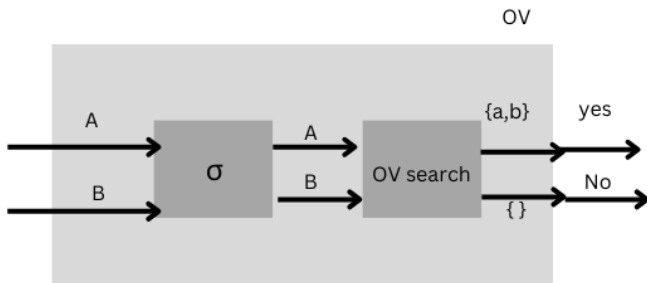 OV
A
B
σ
A
B
OV search
{a,b}
{ }
yes
No